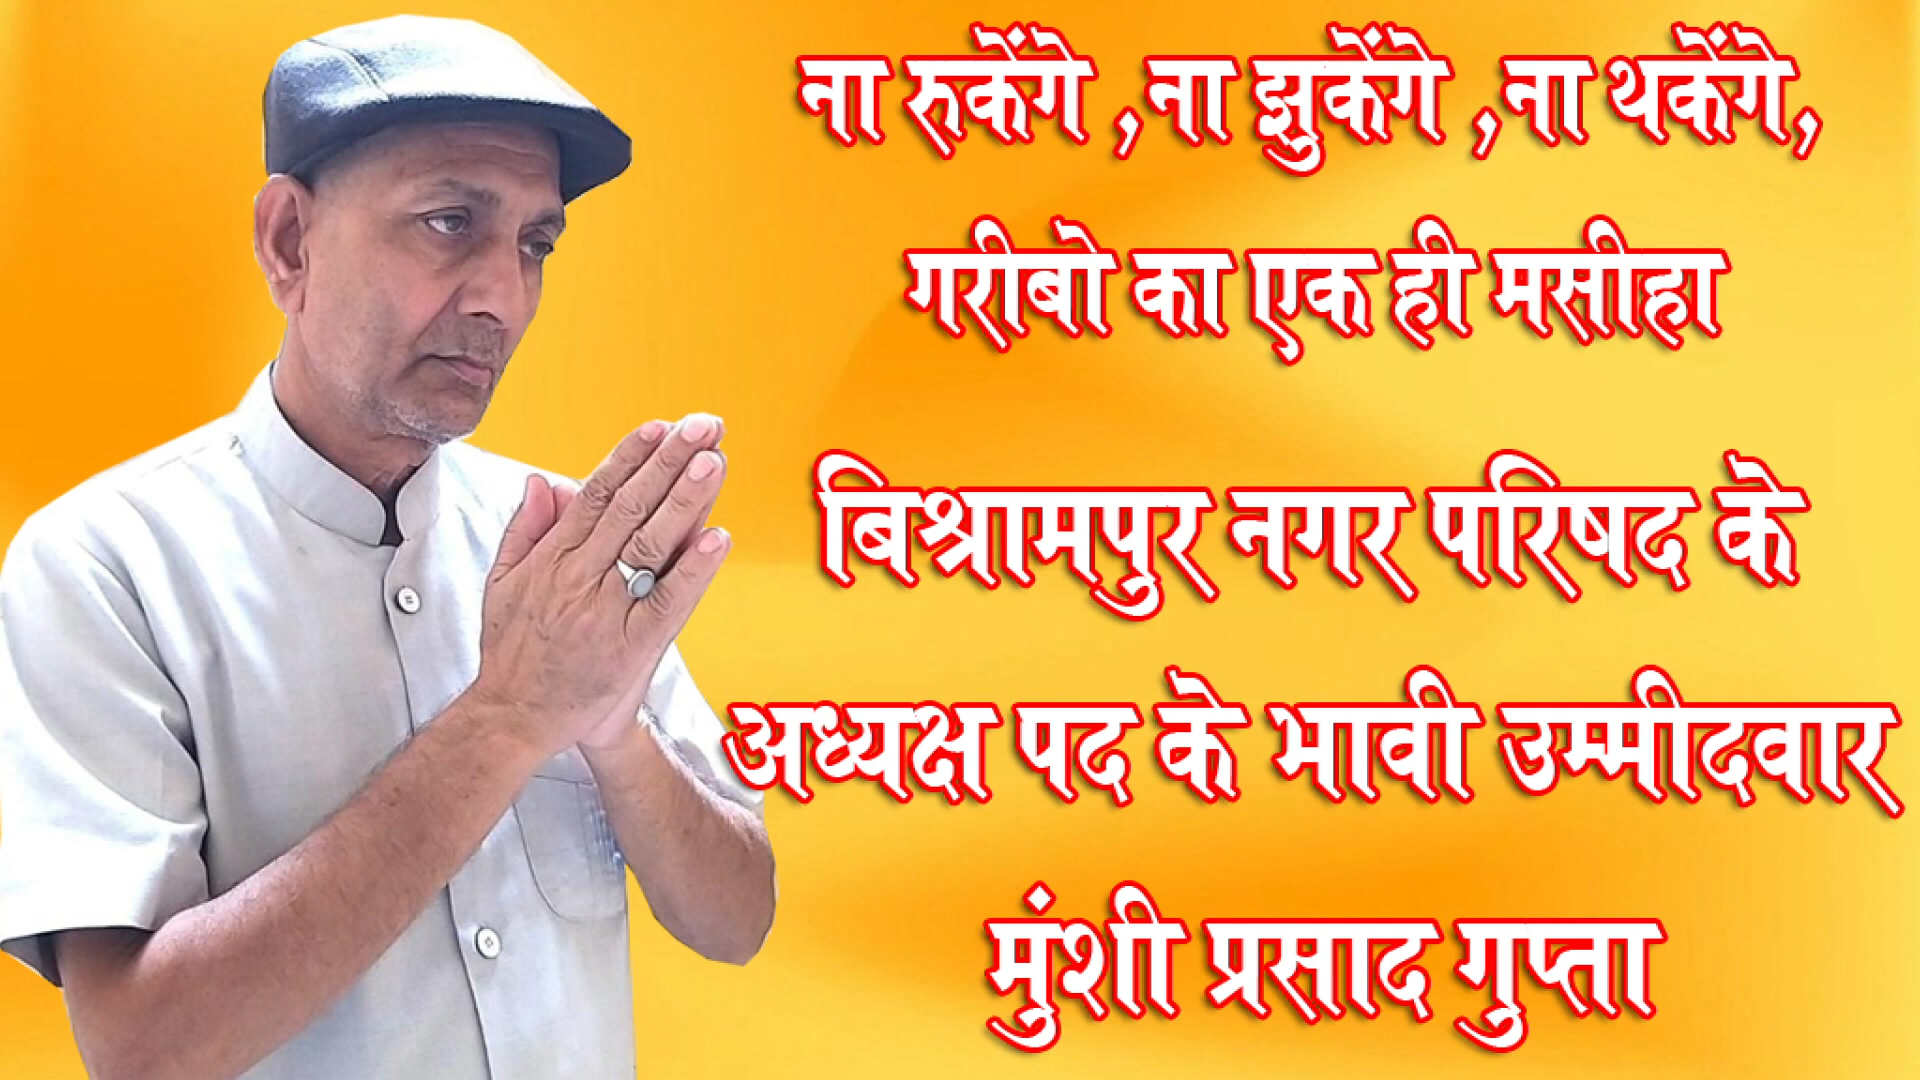 ना रुकेंगे ,ना झुकेंगे ,ना थकेंगे,
गरीबो का एक ही मसीहा
बिश्रामपुर नगर परिषद के
अध्यक्ष पद के भावी उम्मीदवार
मुंशी प्रसाद गुप्ता